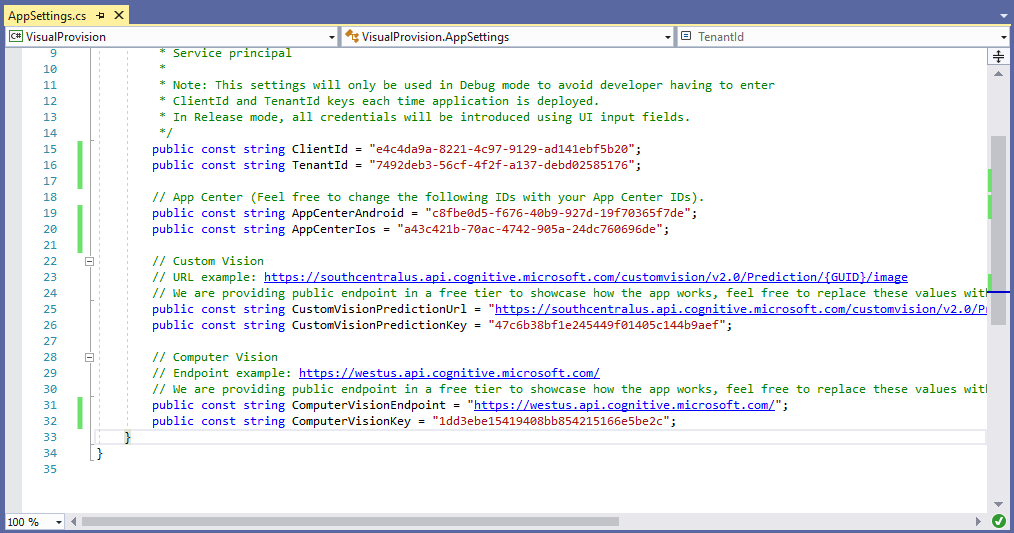 AppSettings.cs
C# VisualProvision
VisualProvision.AppSettings
TenantId
9 * Service principal
10 *
11 * Note: This settings will only be used in Debug mode to avoid developer having to enter
12 * ClientId and TenantId keys each time application is deployed.
13 * In Release mode, all credentials will be introduced using UI input fields.
14 */
15 public const string ClientId = "e4c4da9a-8221-4c97-9129-ad141ebf5b20";
16 public const string TenantId = "7492deb3-56cf-4f2f-a137-debd02585176";
17
18 // App Center (Feel free to change the following IDs with your App Center IDs).
19 public const string AppCenterAndroid = "c8fbe0d5-f676-40b9-927d-19f70365f7de";
20 public const string AppCenterIos = "a43c421b-70ac-4742-905a-24dc760696de";
21
22 // Custom Vision
23 // URL example: https://southcentralus.api.cognitive.microsoft.com/customvision/v2.0/Prediction/{GUID}/image
24 // We are providing public endpoint in a free tier to showcase how the app works, feel free to replace these values wit
25 public const string CustomVisionPredictionUrl = "https://southcentralus.api.cognitive.microsoft.com/customvision/v2.0/P
26 public const string CustomVisionPredictionKey = "47c6b38bf1e245449f01405c144b9aef";
27
28 // Computer Vision
29 // Endpoint example: https://westus.api.cognitive.microsoft.com/
30 // We are providing public endpoint in a free tier to showcase how the app works, feel free to replace these values wit
31 public const string ComputerVisionEndpoint = "https://westus.api.cognitive.microsoft.com/";
32 public const string ComputerVisionKey = "1dd3ebe15419408bb854215166e5be2c";
33 }
34 }
35
100 %